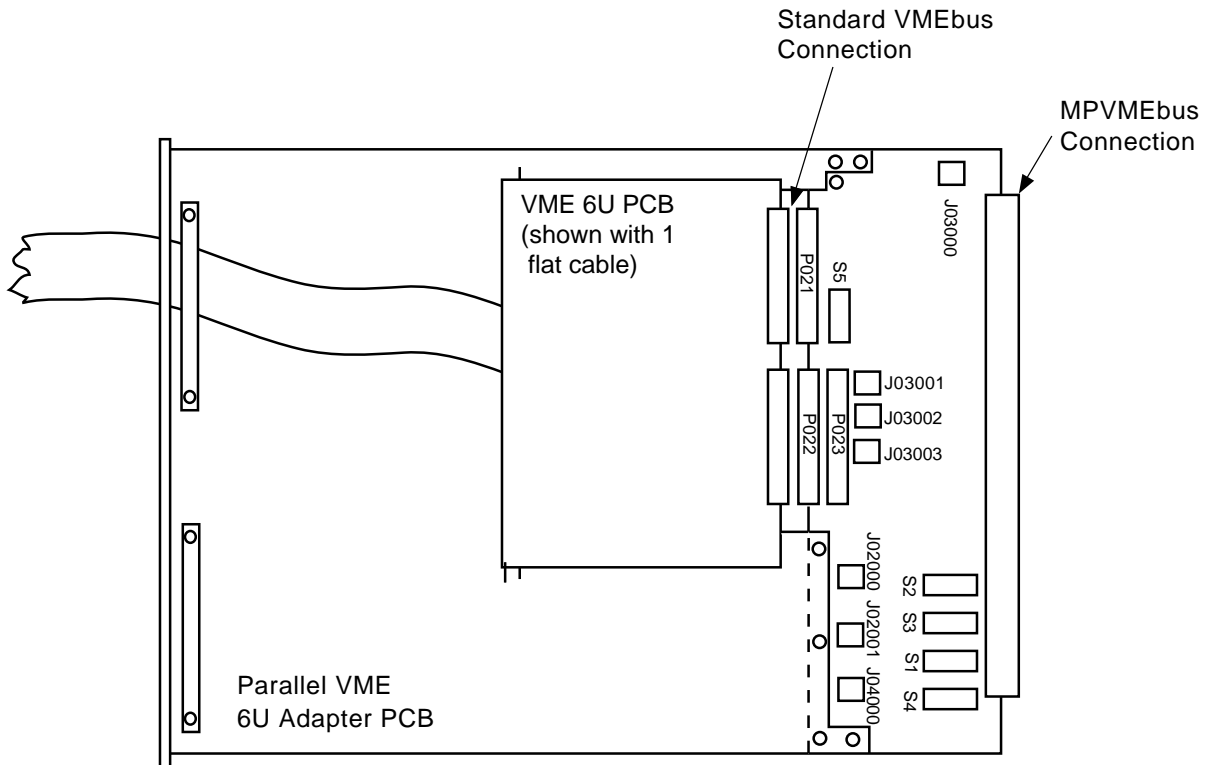 Standard VMEbus
Connection
MPVMEbus
Connection
VME 6U PCB
(shown with 1
flat cable)
J03000
P021
S5
J03001
J03002
J03003
P022
P023
J02000
J02001
J04000
S2
S3
S1
S4
Parallel VME
6U Adapter PCB